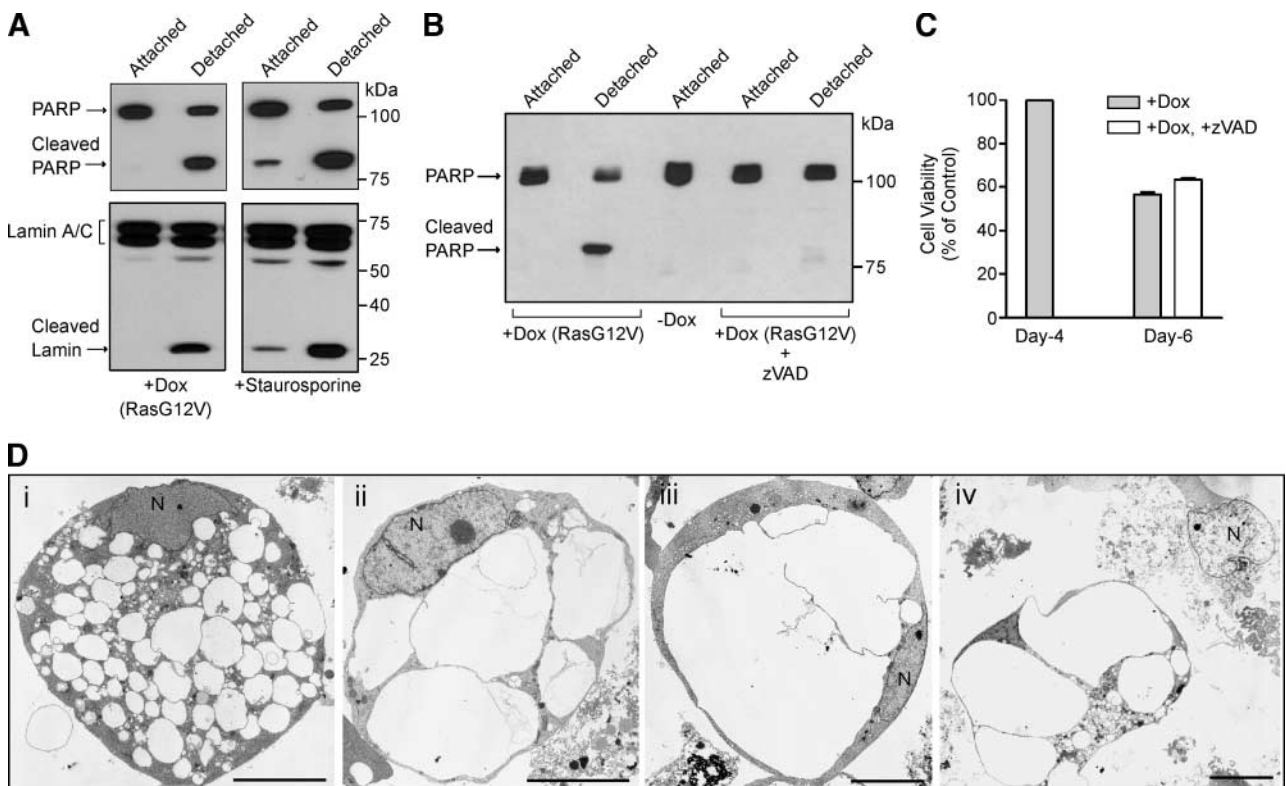 A
Attached
Detached
Attached
Detached
kDa
PARP
100
Cleaved
PARP
75
Lamin A/C
75
50
40
Cleaved
Lamin
25
+Dox
(RasG12V)
+Staurosporine
B
Attached
Detached
Attached
Attached
Detached
kDa
PARP
100
Cleaved
PARP
75
+Dox (RasG12V)
-Dox
+Dox (RasG12V)
+
zVAD
C
+Dox
+Dox, +zVAD
Cell Viability
(% of Control)
100
80
60
40
20
0
Day-4
Day-6
D
i
N
ii
N
iii
N
iv
N